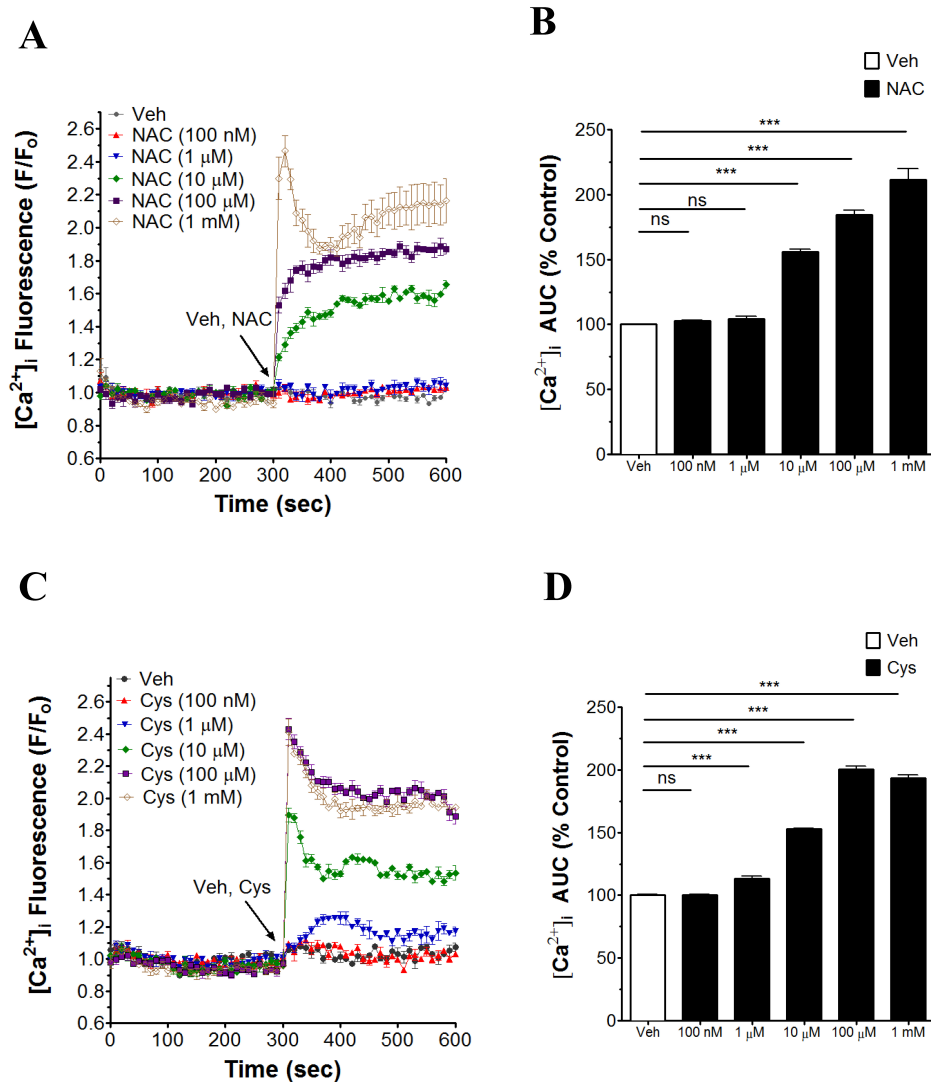 A
[Ca2+]i Fluorescence (F/Fo)
2.6
2.4
2.2
2.0
1.8
1.6
1.4
1.2
1.0
0.8
0.6
Veh
NAC (100 nM)
NAC (1 μM)
NAC (10 μM)
NAC (100 μM)
NAC (1 mM)
Veh, NAC
0 100 200 300 400 500 600
Time (sec)
B
Veh
NAC
[Ca2+]i AUC (% Control)
250
200
150
100
50
0
***
***
***
ns
ns
Veh 100 nM 1 μM 10 μM 100 μM 1 mM
C
[Ca2+]i Fluorescence (F/Fo)
2.6
2.4
2.2
2.0
1.8
1.6
1.4
1.2
1.0
0.8
0.6
Veh
Cys (100 nM)
Cys (1 μM)
Cys (10 μM)
Cys (100 μM)
Cys (1 mM)
Veh, Cys
0 100 200 300 400 500 600
Time (sec)
D
Veh
Cys
[Ca2+]i AUC (% Control)
250
200
150
100
50
0
***
***
***
***
ns
Veh 100 nM 1 μM 10 μM 100 μM 1 mM